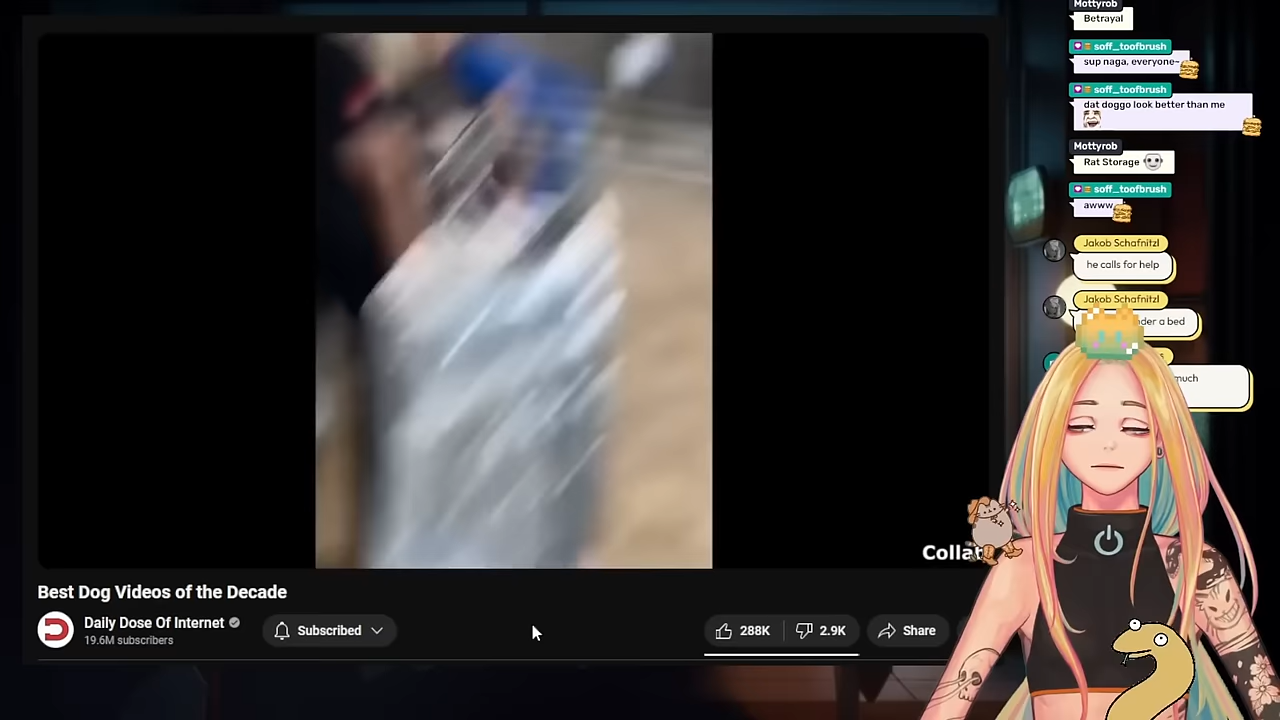 Mottyrob
Betrayal
soff_toofbrush
sup naga, everyone~
soff_toofbrush
dat doggo look better than me
Mottyrob
Rat Storage
soff_toofbrush
awww
Jakob Schafnitzl
he calls for help
Jakob Schafnitzl
under a bed
much
Collab
Best Dog Videos of the Decade
Daily Dose Of Internet
19.6M subscribers
Subscribed
288K
2.9K
Share